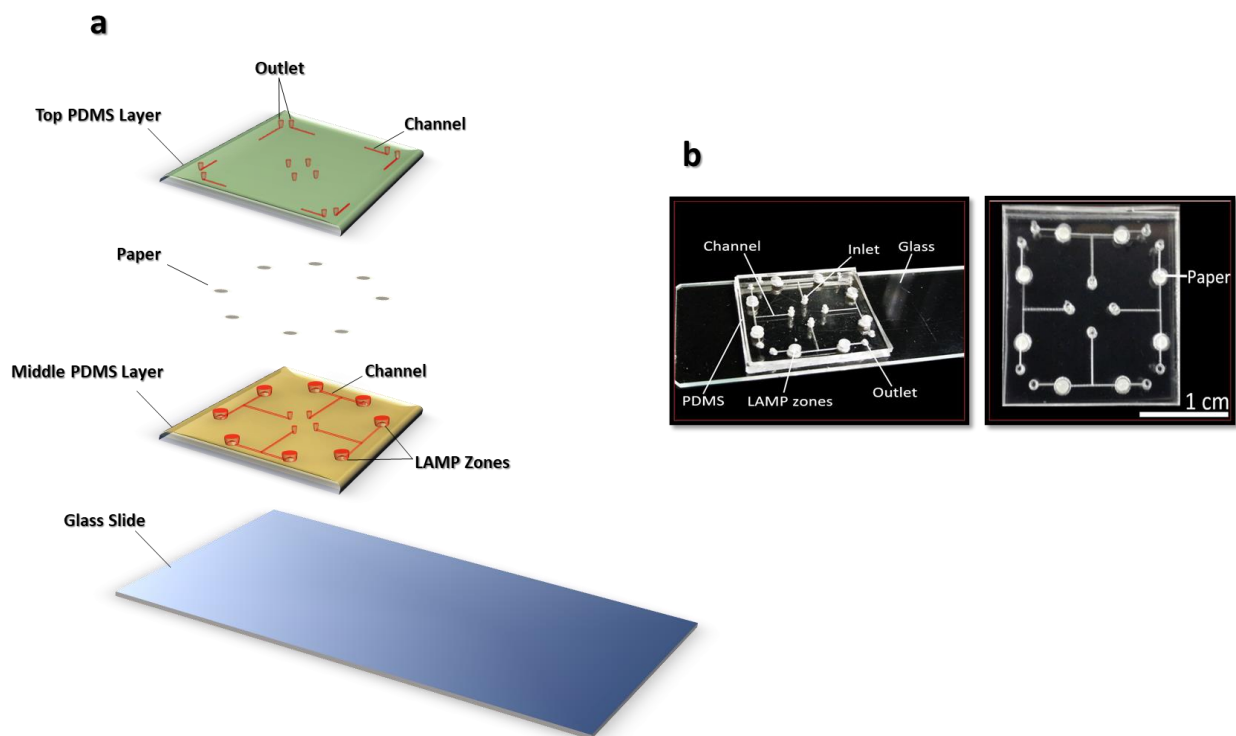 a
Outlet
Top PDMS Layer
Channel
Paper
Middle PDMS Layer
Channel
LAMP Zones
Glass Slide
b
Channel
Inlet
Glass
PDMS
LAMP zones
Outlet
Paper
1 cm